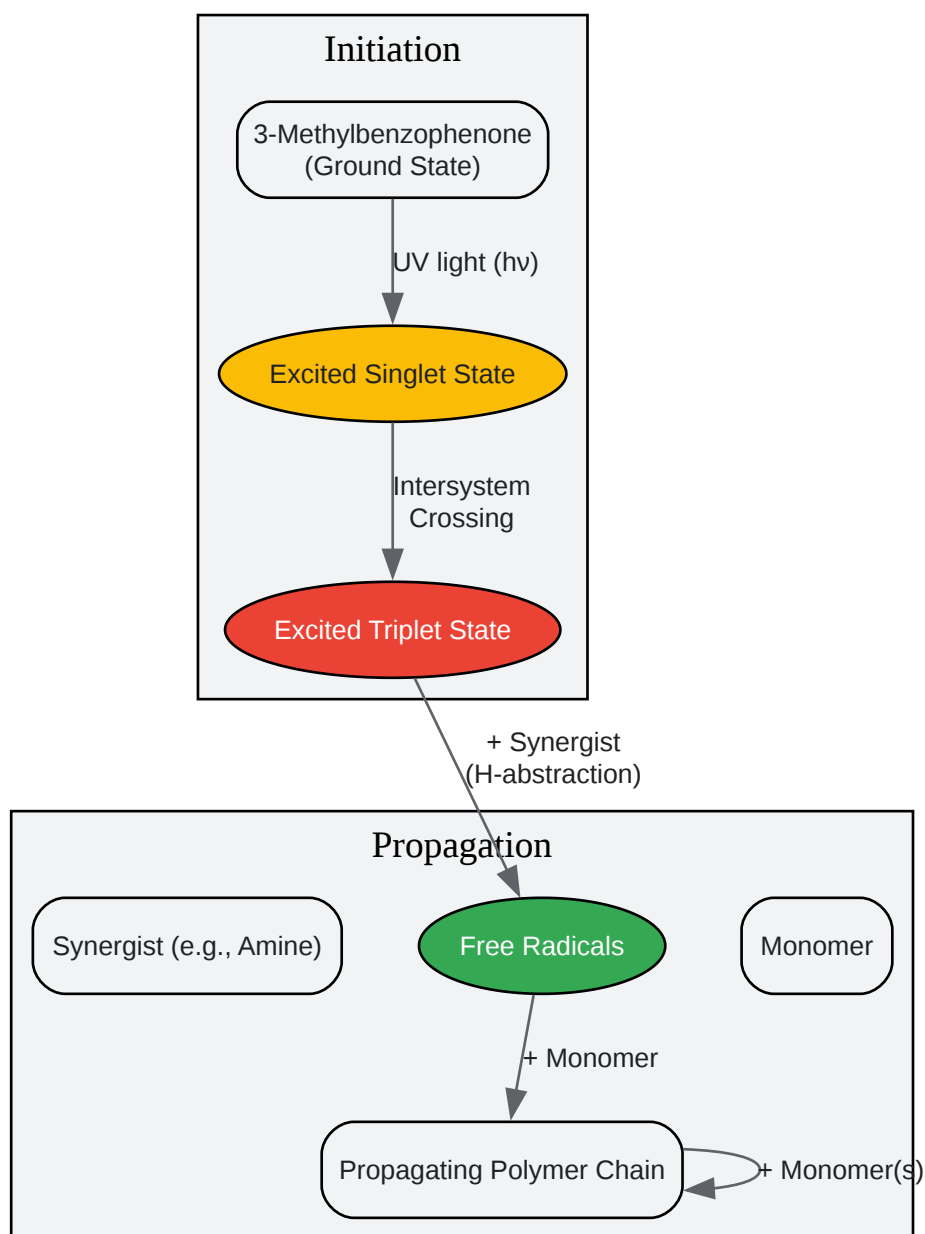 Initiation
3-Methylbenzophenone
(Ground State)
UV light (hν)
Excited Singlet State
Intersystem
Crossing
Excited Triplet State
+ Synergist
(H-abstraction)
Propagation
Synergist (e.g., Amine)
Free Radicals
Monomer
+ Monomer
Propagating Polymer Chain
+ Monomer(s)